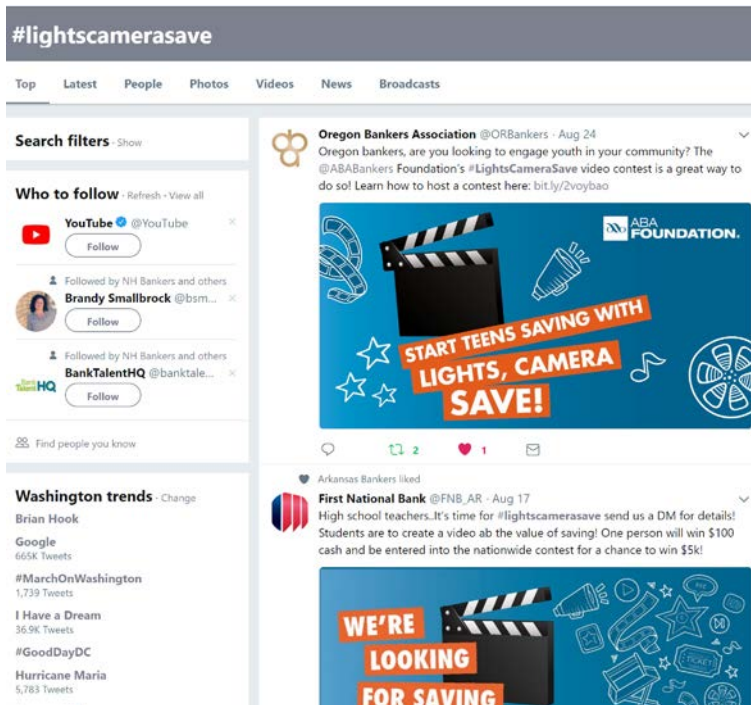 #lightscamerasave
Top Latest People Photos Videos News Broadcasts
Search filters · Show
Who to follow · Refresh · View all
YouTube @YouTube
Follow
Followed by NH Bankers and others
Brandy Smallbrock @bsm...
Follow
Followed by NH Bankers and others
Bank Talent HQ
BankTalentHQ @banktale...
Follow
Find people you know
Washington trends · Change
Brian Hook
Google
665K Tweets
#MarchOnWashington
1,739 Tweets
I Have a Dream
36.9K Tweets
#GoodDayDC
Hurricane Maria
5,783 Tweets
Oregon Bankers Association @ORBankers · Aug 24
Oregon bankers, are you looking to engage youth in your community? The
@ABABankers Foundation's #LightsCameraSave video contest is a great way to
do so! Learn how to host a contest here: bit.ly/2voybao
ABA
FOUNDATION.
START TEENS SAVING WITH
LIGHTS, CAMERA
SAVE!
2 1
Arkansas Bankers liked
First National Bank @FNB_AR · Aug 17
High school teachers..It's time for #lightscamerasave send us a DM for details!
Students are to create a video ab the value of saving! One person will win $100
cash and be entered into the nationwide contest for a chance to win $5k!
WE'RE
LOOKING
FOR SAVING
TICKET